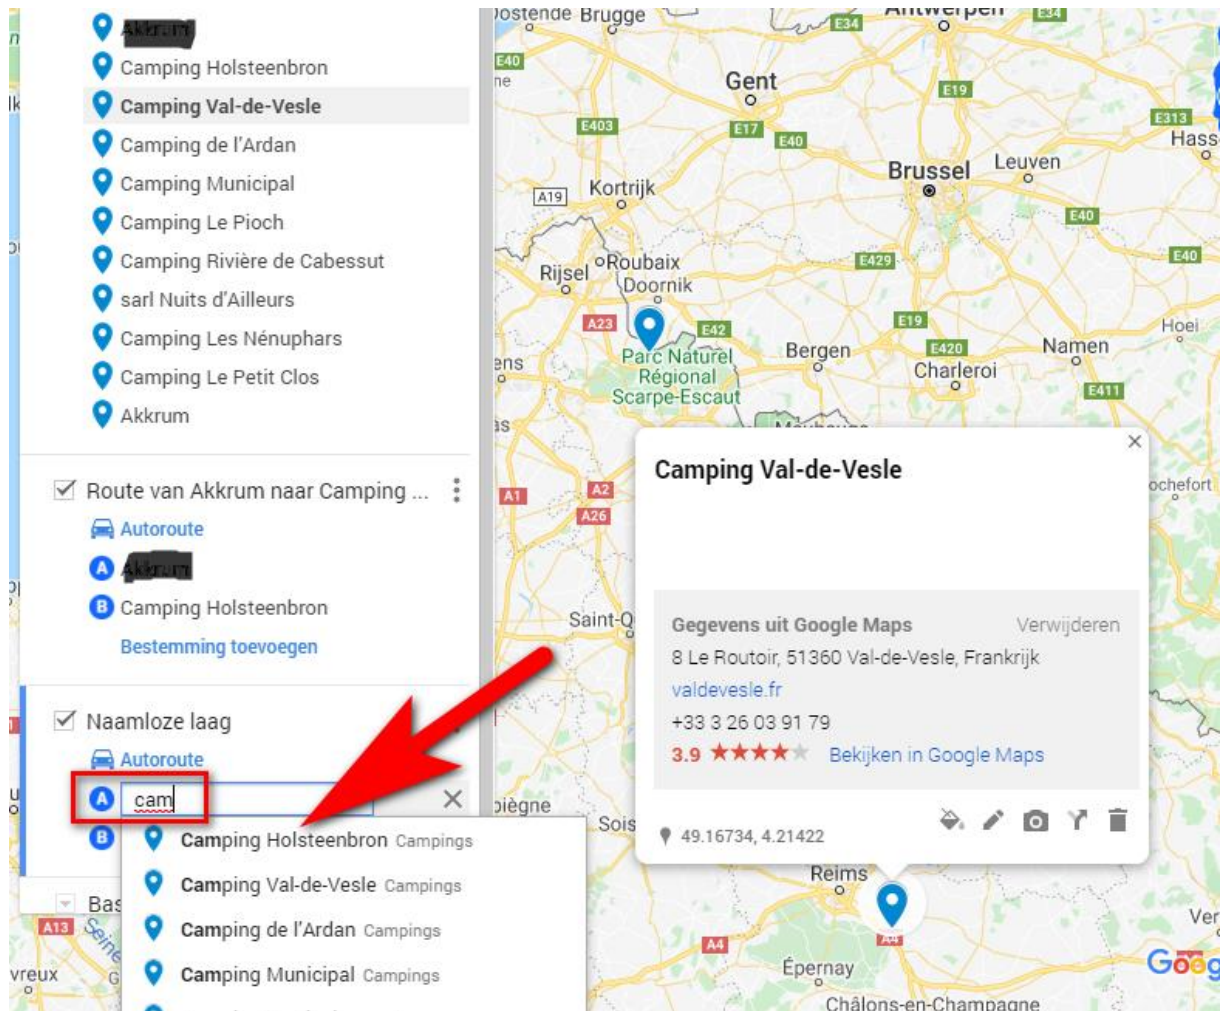 Camping Holsteenbron
Camping Val-de-Vesle
Camping de l'Ardan
Camping Municipal
Camping Le Pioch
Camping Rivière de Cabessut
sarl Nuits d'Ailleurs
Camping Les Nénuphars
Camping Le Petit Clos
Akkrum
Route van Akkrum naar Camping ...
Autoroute
A
B Camping Holsteenbron
Bestemming toevoegen
Naamloze laag
Autoroute
A cam
B
Camping Holsteenbron Campings
Camping Val-de-Vesle Campings
Camping de l'Ardan Campings
Camping Municipal Campings
Bas
Brugge
E34
E34
E40
Gent
E19
E403
E17
E40
E313
Brussel
Leuven
A19
Kortrijk
E40
Rijsel
Roubaix
E429
E40
Doornik
A23
E42
E19
Hoei
Parc Naturel
Régional
Scarpe-Escaut
Bergen
E420
Namen
Charleroi
E411
A1
A2
A26
Camping Val-de-Vesle
Gegevens uit Google Maps Verwijderen
8 Le Routoir, 51360 Val-de-Vesle, Frankrijk
valdevesle.fr
+33 3 26 03 91 79
3.9 Bekijken in Google Maps
49.16734, 4.21422
Reims
A4
A4
Épernay
Châlons-en-Champagne
A13
Seine